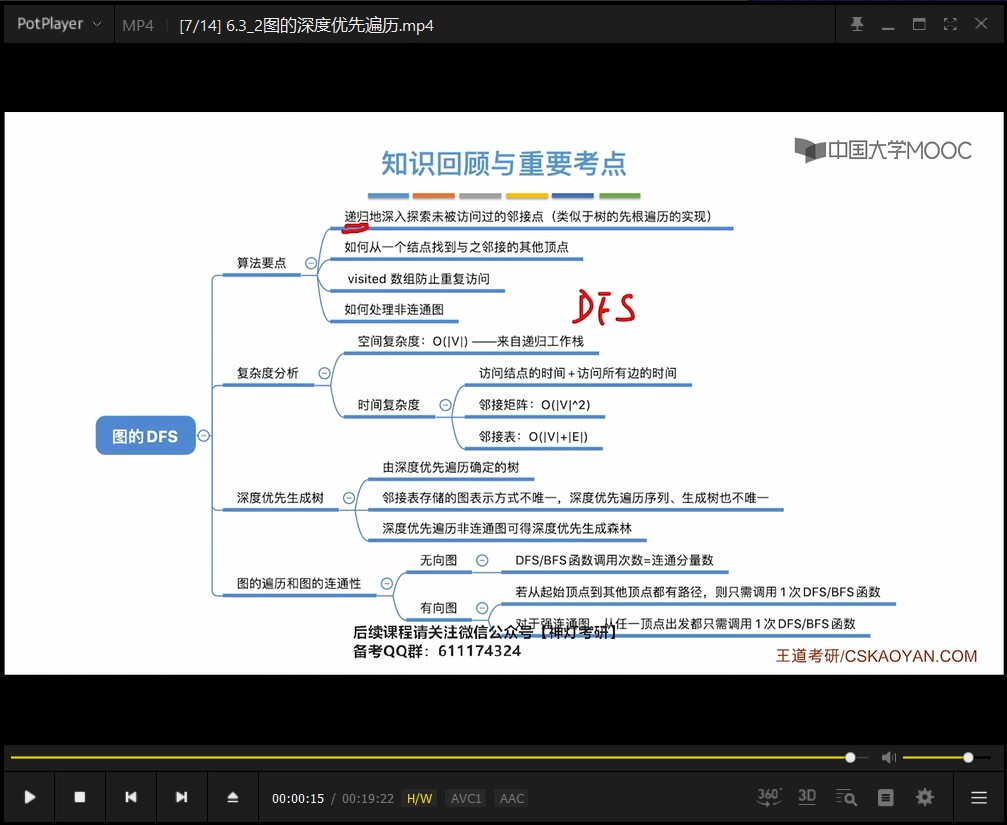 PotPlayer MP4 [7/14] 6.3_2图的深度优先遍历.mp4
中国大学MOOC
知识回顾与重要考点
图的DFS
算法要点
递归地深入探索未被访问过的邻接点（类似于树的先根遍历的实现）
如何从一个结点找到与之邻接的其他顶点
visited 数组防止重复访问
如何处理非连通图
DFS
复杂度分析
空间复杂度：O(|V|) ——来自递归工作栈
时间复杂度
访问结点的时间+访问所有边的时间
邻接矩阵：O(|V|^2)
邻接表：O(|V|+|E|)
深度优先生成树
由深度优先遍历确定的树
邻接表存储的图表示方式不唯一，深度优先遍历序列、生成树也不唯一
深度优先遍历非连通图可得深度优先生成森林
图的遍历和图的连通性
无向图
DFS/BFS函数调用次数=连通分量数
有向图
若从起始顶点到其他顶点都有路径，则只需调用1次DFS/BFS函数
对于强连通图，从任一顶点出发都只需调用1次DFS/BFS函数
后续课程请关注微信公众号【神灯考研】
备考QQ群：611174324
王道考研/CSKAOYAN.COM
00:00:15 / 00:19:22 H/W AVC1 AAC 360° 3D